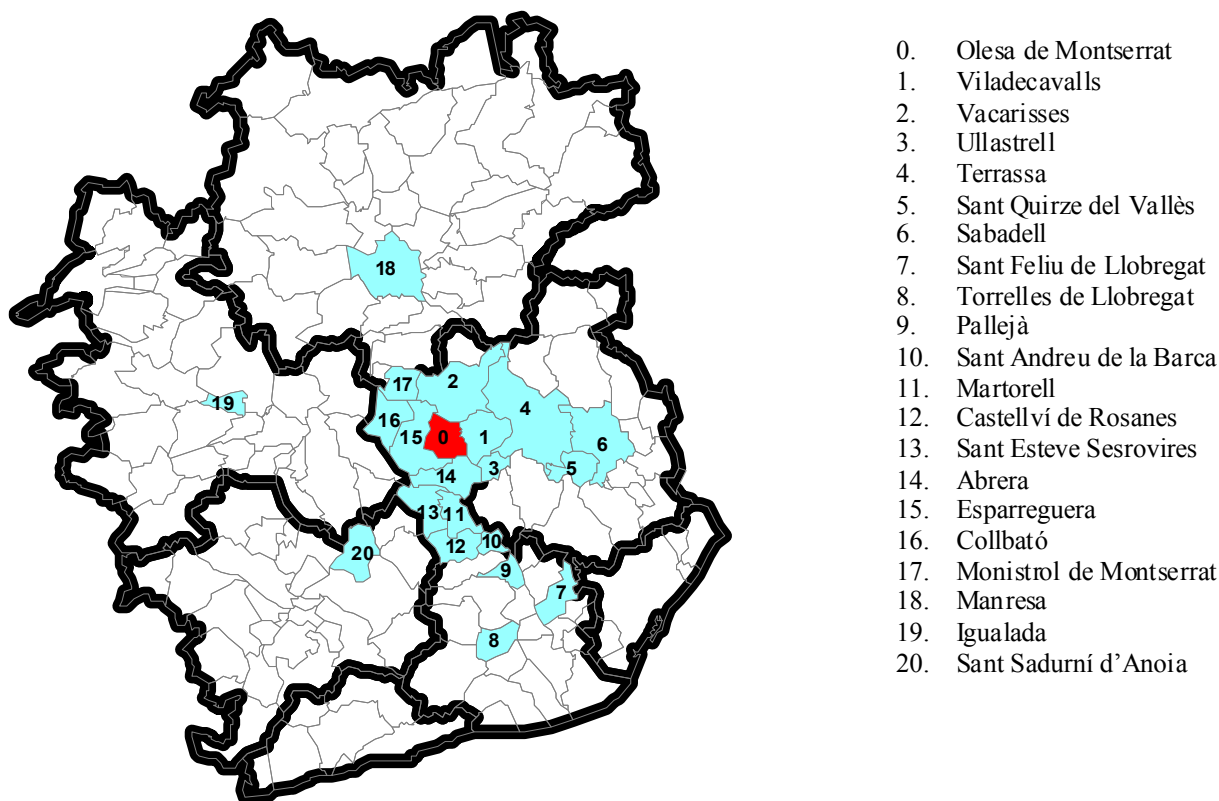 0. Olesa de Montserrat
1. Viladecavalls
2. Vacarisses
3. Ullastrell
4. Terrassa
5. Sant Quirze del Vallès
6. Sabadell
7. Sant Feliu de Llobregat
8. Torrelles de Llobregat
9. Pallejà
10. Sant Andreu de la Barca
11. Martorell
12. Castellví de Rosanes
13. Sant Esteve Sesrovires
14. Abrera
15. Esparreguera
16. Collbató
17. Monistrol de Montserrat
18. Manresa
19. Igualada
20. Sant Sadurní d’Anoia
18
17
2
19
4
16
15
0
1
6
3
5
14
13
11
12
10
20
9
7
8